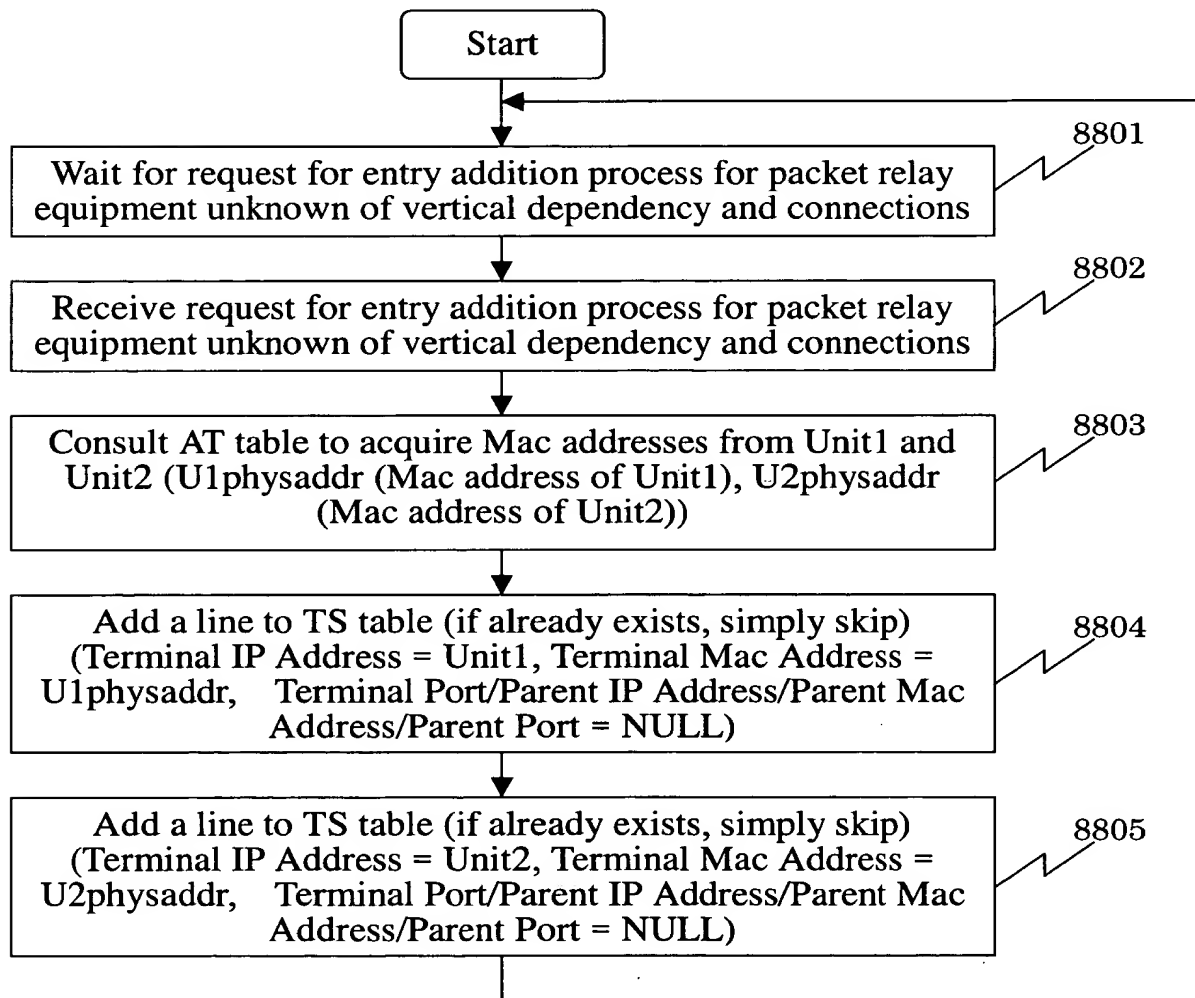 Start
8801
Wait for request for entry addition process for packet relay
equipment unknown of vertical dependency and connections
8802
Receive request for entry addition process for packet relay
equipment unknown of vertical dependency and connections
8803
Consult AT table to acquire Mac addresses from Unit1 and
Unit2 (U1physaddr (Mac address of Unit1), U2physaddr
(Mac address of Unit2))
8804
Add a line to TS table (if already exists, simply skip)
(Terminal IP Address = Unit1, Terminal Mac Address =
U1physaddr, Terminal Port/Parent IP Address/Parent Mac
Address/Parent Port = NULL)
8805
Add a line to TS table (if already exists, simply skip)
(Terminal IP Address = Unit2, Terminal Mac Address =
U2physaddr, Terminal Port/Parent IP Address/Parent Mac
Address/Parent Port = NULL)